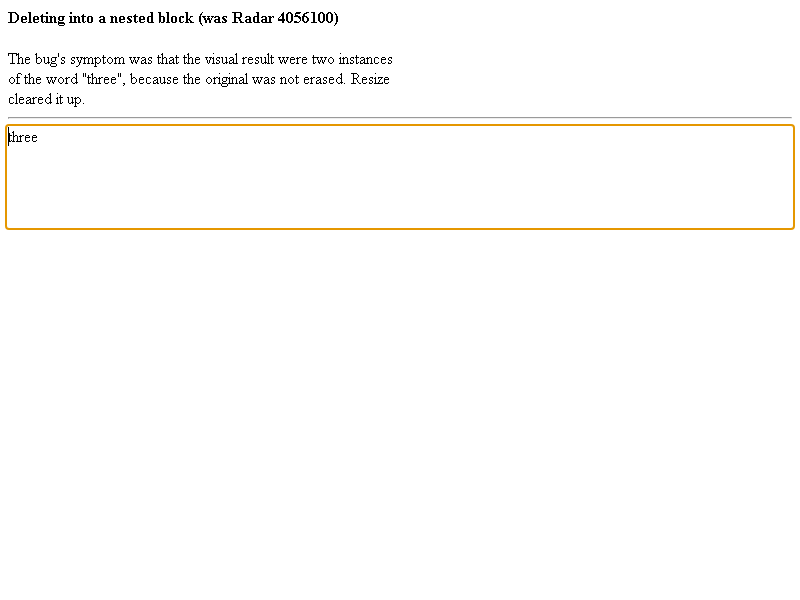 Deleting into a nested block (was Radar 4056100)
The bug's symptom was that the visual result were two instances
of the word "three", because the original was not erased. Resize
cleared it up.
three